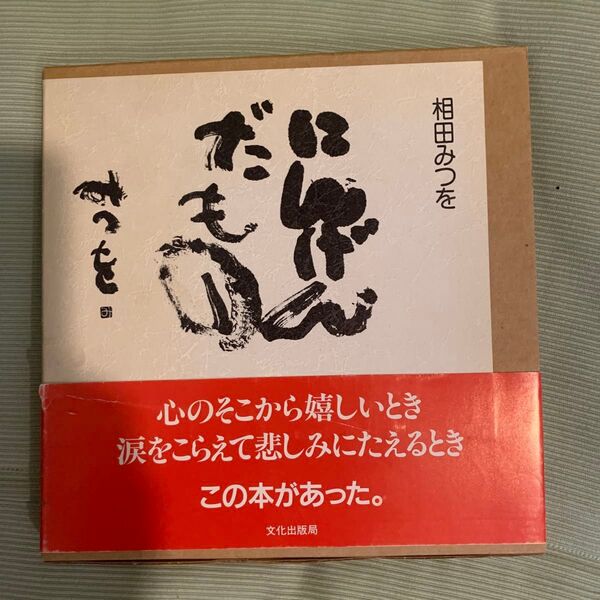 相田みつを
にんげん
だもの
みつを
心のそこから嬉しいとき
涙をこらえて悲しみにたえるとき
この本があった。
文化出版局